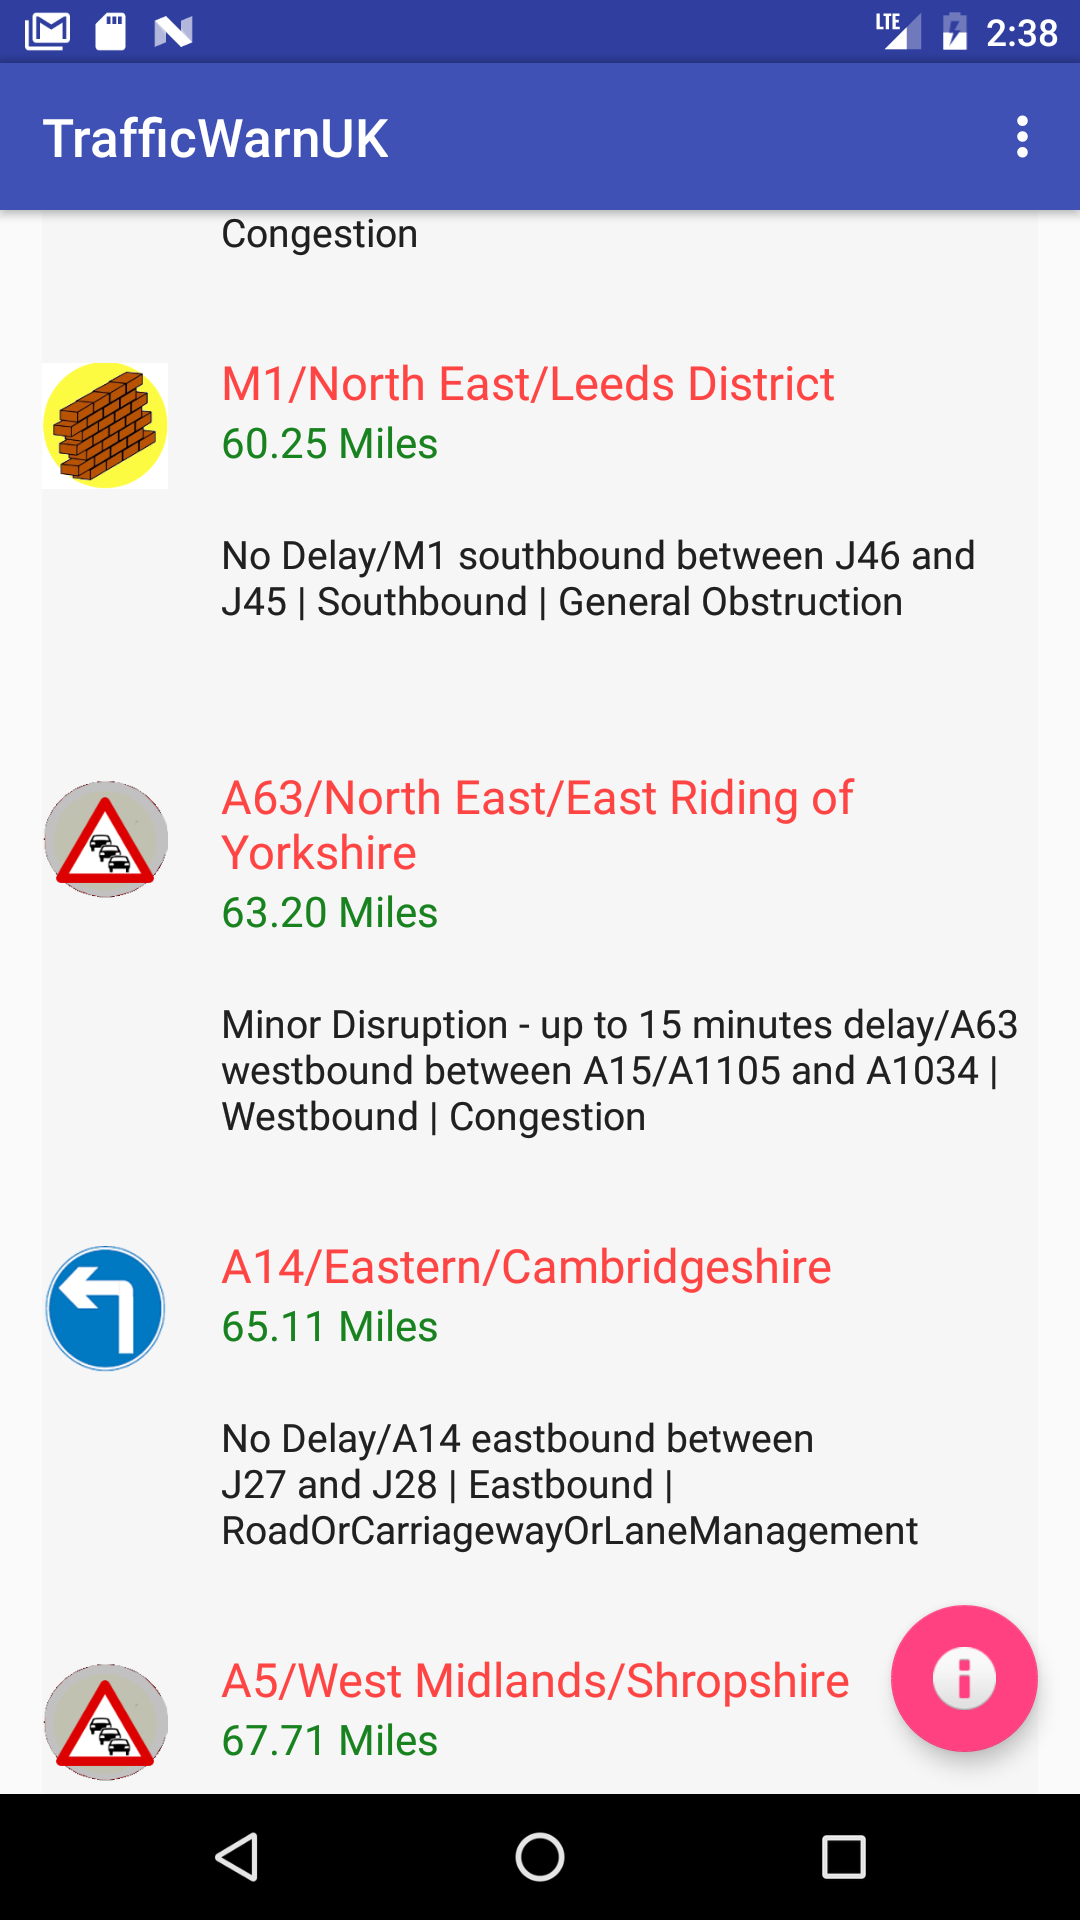 LTE 2:38
TrafficWarnUK
Congestion
M1/North East/Leeds District
60.25 Miles
No Delay/M1 southbound between J46 and
J45 | Southbound | General Obstruction
A63/North East/East Riding of
Yorkshire
63.20 Miles
Minor Disruption - up to 15 minutes delay/A63
westbound between A15/A1105 and A1034 |
Westbound | Congestion
A14/Eastern/Cambridgeshire
65.11 Miles
No Delay/A14 eastbound between
J27 and J28 | Eastbound |
RoadOrCarriagewayOrLaneManagement
A5/West Midlands/Shropshire
67.71 Miles